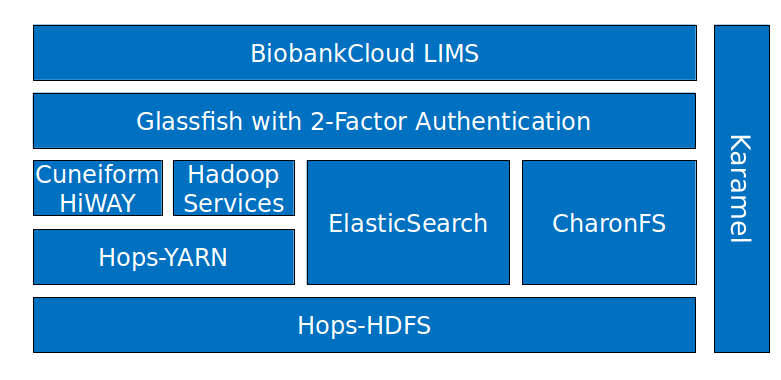 BiobankCloud LIMS
Glassfish with 2-Factor Authentication
Cuneiform
HiWAY
Hadoop
Services
ElasticSearch
CharonFS
Hops-YARN
Hops-HDFS
Karamel